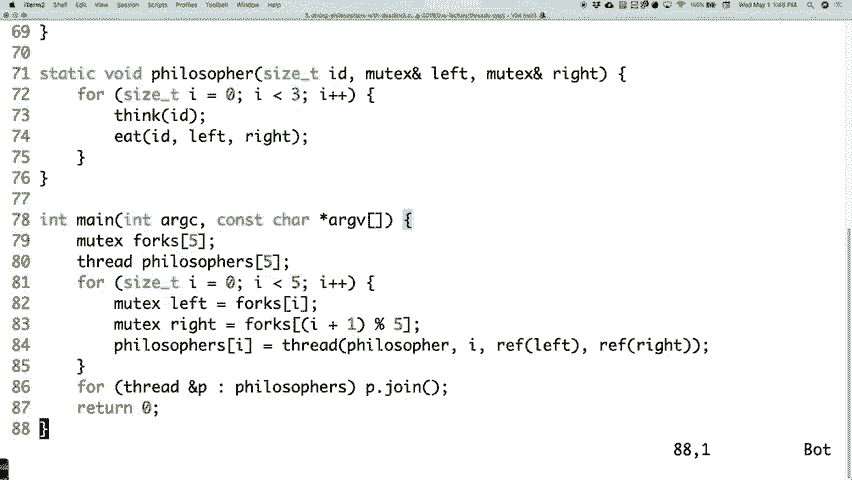 iTerm2 Shell Edit View Session Scripts Profiles Toolbelt Window Help Wed May 1 1:48 PM
69 }
70
71 static void philosopher(size_t id, mutex& left, mutex& right) {
72 for (size_t i = 0; i < 3; i++) {
73 think(id);
74 eat(id, left, right);
75 }
76 }
77
78 int main(int argc, const char *argv[]) {
79 mutex forks[5];
80 thread philosophers[5];
81 for (size_t i = 0; i < 5; i++) {
82 mutex left = forks[i];
83 mutex right = forks[(i + 1) % 5];
84 philosophers[i] = thread(philosopher, i, ref(left), ref(right));
85 }
86 for (thread &p : philosophers) p.join();
87 return 0;
88 }
88,1 Bot